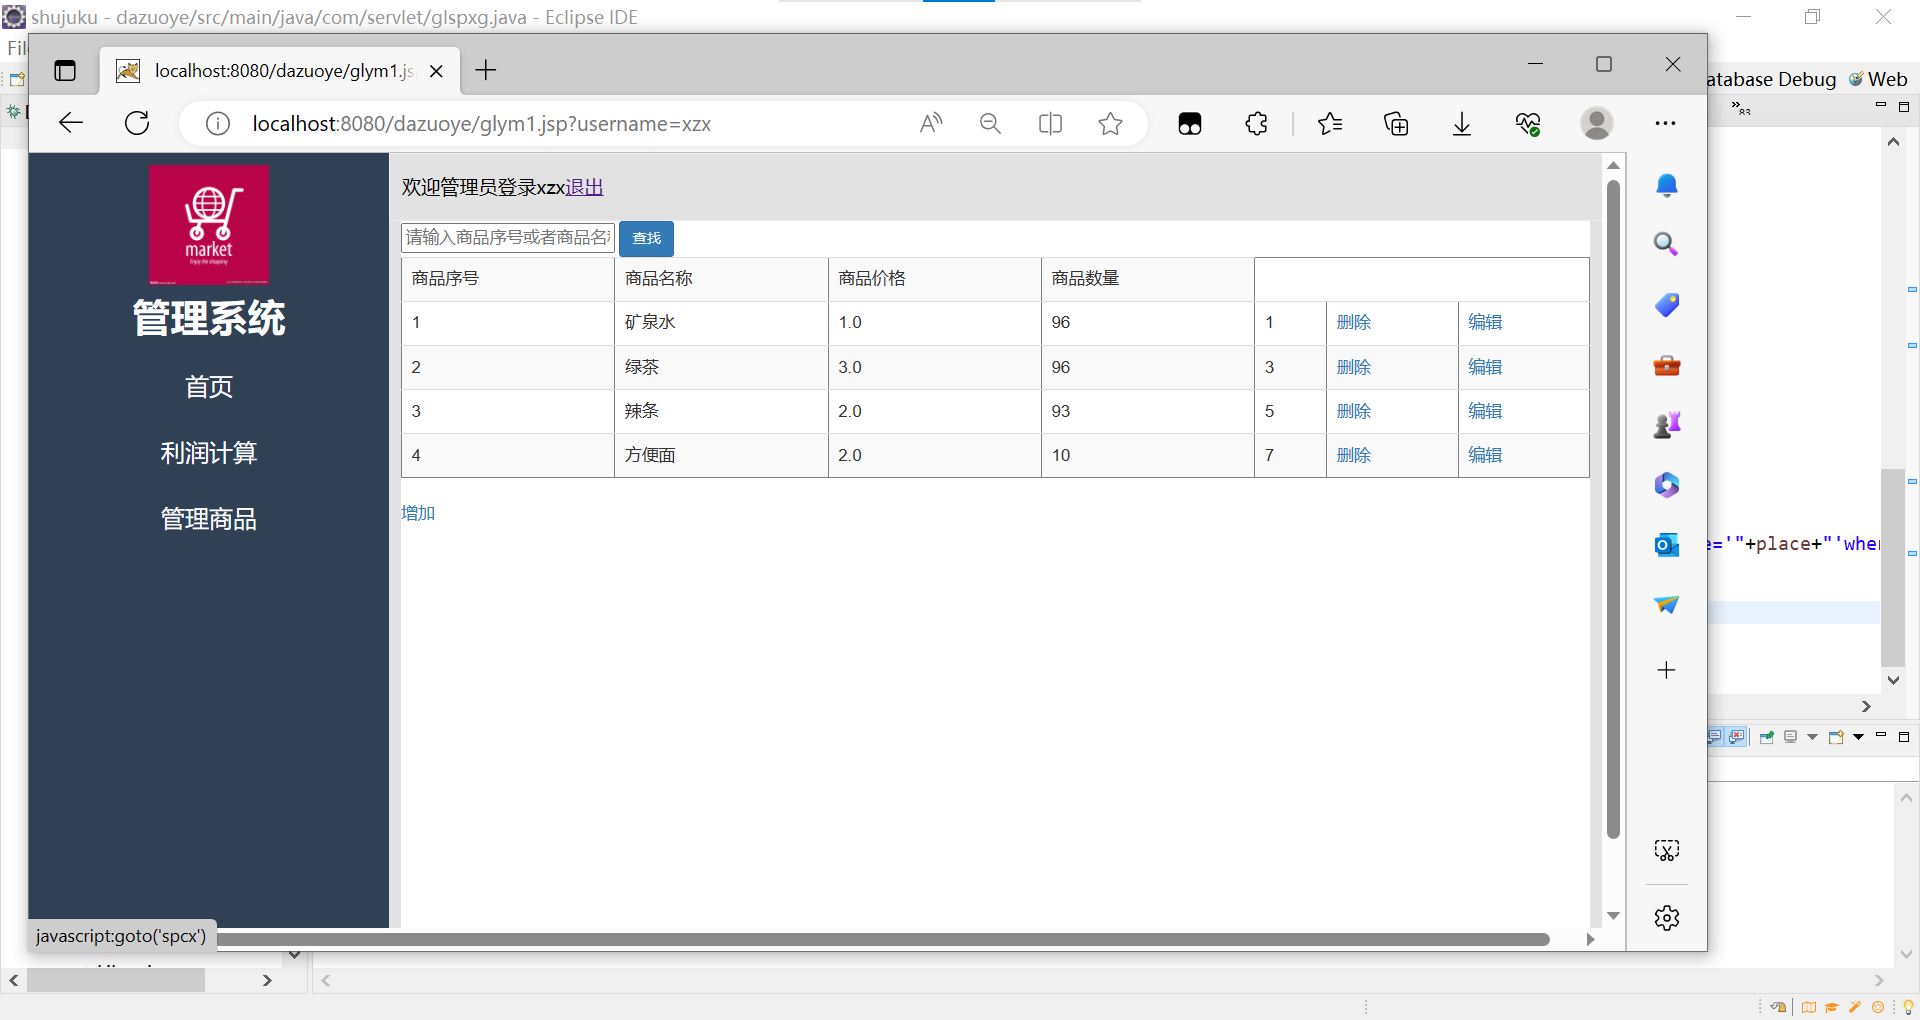 shujuku - dazuoye/src/main/java/com/servlet/glspxg.java - Eclipse IDE
localhost:8080/dazuoye/glym1.js
atabase Debug Web
localhost:8080/dazuoye/glym1.jsp?username=xzx
market
管理系统
首页
利润计算
管理商品
欢迎管理员登录xzx退出
请输入商品序号或者商品名称 查找
商品序号 商品名称 商品价格 商品数量
1 矿泉水 1.0 96 1 删除 编辑
2 绿茶 3.0 96 3 删除 编辑
3 辣条 2.0 93 5 删除 编辑
4 方便面 2.0 10 7 删除 编辑
增加
e='"+place+"'wher
javascript:goto('spcx')